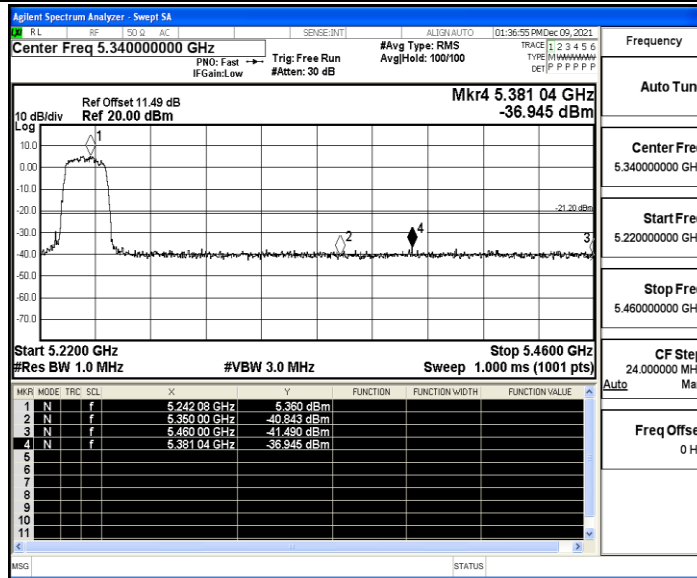 Agilent Spectrum Analyzer - Swept SA
RL RF 50 Ω AC SENSE:INT ALIGNAUTO 01:36:55 PM Dec 09, 2021
Center Freq 5.340000000 GHz
PNO: Fast
IFGain:Low
Trig: Free Run
#Atten: 30 dB
#Avg Type: RMS
Avg|Hold: 100/100
TRACE 1 2 3 4 5 6
TYPE M
DET P P P P P P
Ref Offset 11.49 dB
10 dB/div Ref 20.00 dBm
Log
Mkr4 5.381 04 GHz
-36.945 dBm
10.0
0.00
-10.0
-20.0
-30.0
-40.0
-50.0
-60.0
-70.0
1
2
4
3
-21.20 dBm
Start 5.2200 GHz Stop 5.4600 GHz
#Res BW 1.0 MHz #VBW 3.0 MHz Sweep 1.000 ms (1001 pts)
MKR MODE TRC SCL X Y FUNCTION FUNCTION WIDTH FUNCTION VALUE
1 N f 5.242 08 GHz 5.360 dBm
2 N f 5.350 00 GHz -40.843 dBm
3 N f 5.460 00 GHz -41.490 dBm
4 N f 5.381 04 GHz -36.945 dBm
5
6
7
8
9
10
11
MSG STATUS
Frequency
Auto Tun
Center Fre
5.340000000 GH
Start Fre
5.220000000 GH
Stop Fre
5.460000000 GH
CF Step
24.000000 MH
Auto Ma
Freq Offse
0 H